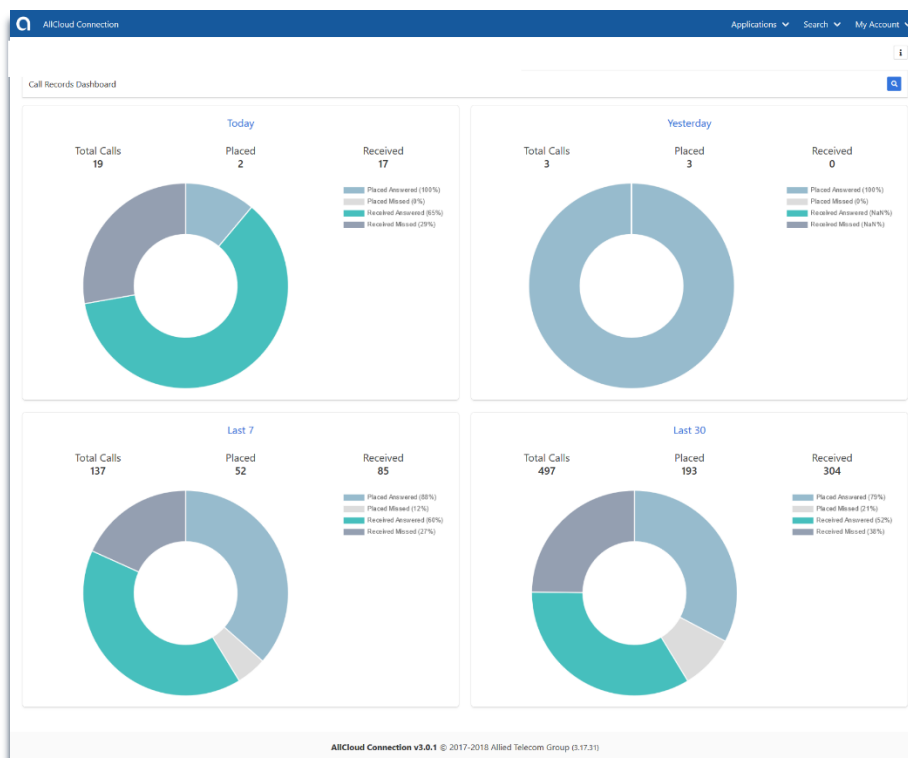 AllCloud Connection
Applications Search My Account
i
Call Records Dashboard
Today
Total Calls Placed Received
19 2 17
Placed Answered (100%)
Placed Missed (0%)
Received Answered (65%)
Received Missed (29%)
Yesterday
Total Calls Placed Received
3 3 0
Placed Answered (100%)
Placed Missed (0%)
Received Answered (NaN%)
Received Missed (NaN%)
Last 7
Total Calls Placed Received
137 52 85
Placed Answered (88%)
Placed Missed (12%)
Received Answered (60%)
Received Missed (27%)
Last 30
Total Calls Placed Received
497 193 304
Placed Answered (79%)
Placed Missed (21%)
Received Answered (52%)
Received Missed (38%)
AllCloud Connection v3.0.1 © 2017-2018 Allied Telecom Group (3.17.31)